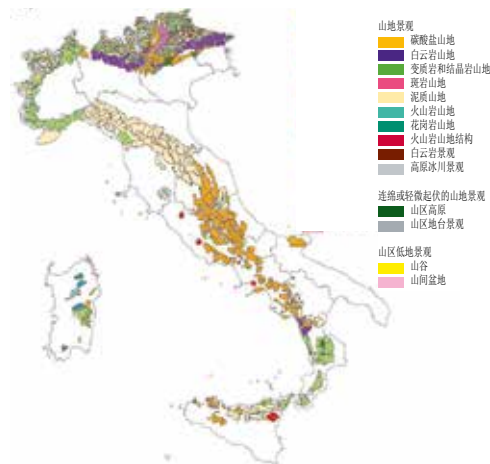 山地景观
碳酸盐山地
白云岩山地
变质岩和结晶岩山地
斑岩山地
泥质山地
火山岩山地
花岗岩山地
火山岩山地结构
白云岩景观
高原冰川景观
连绵或轻微起伏的山地景观
山区高原
山区地台景观
山区低地景观
山谷
山间盆地